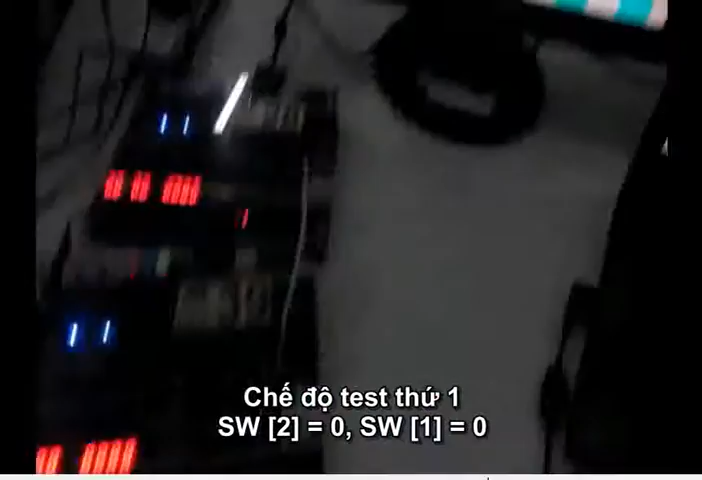 Chế độ test thứ 1
SW [2] = 0, SW [1] = 0